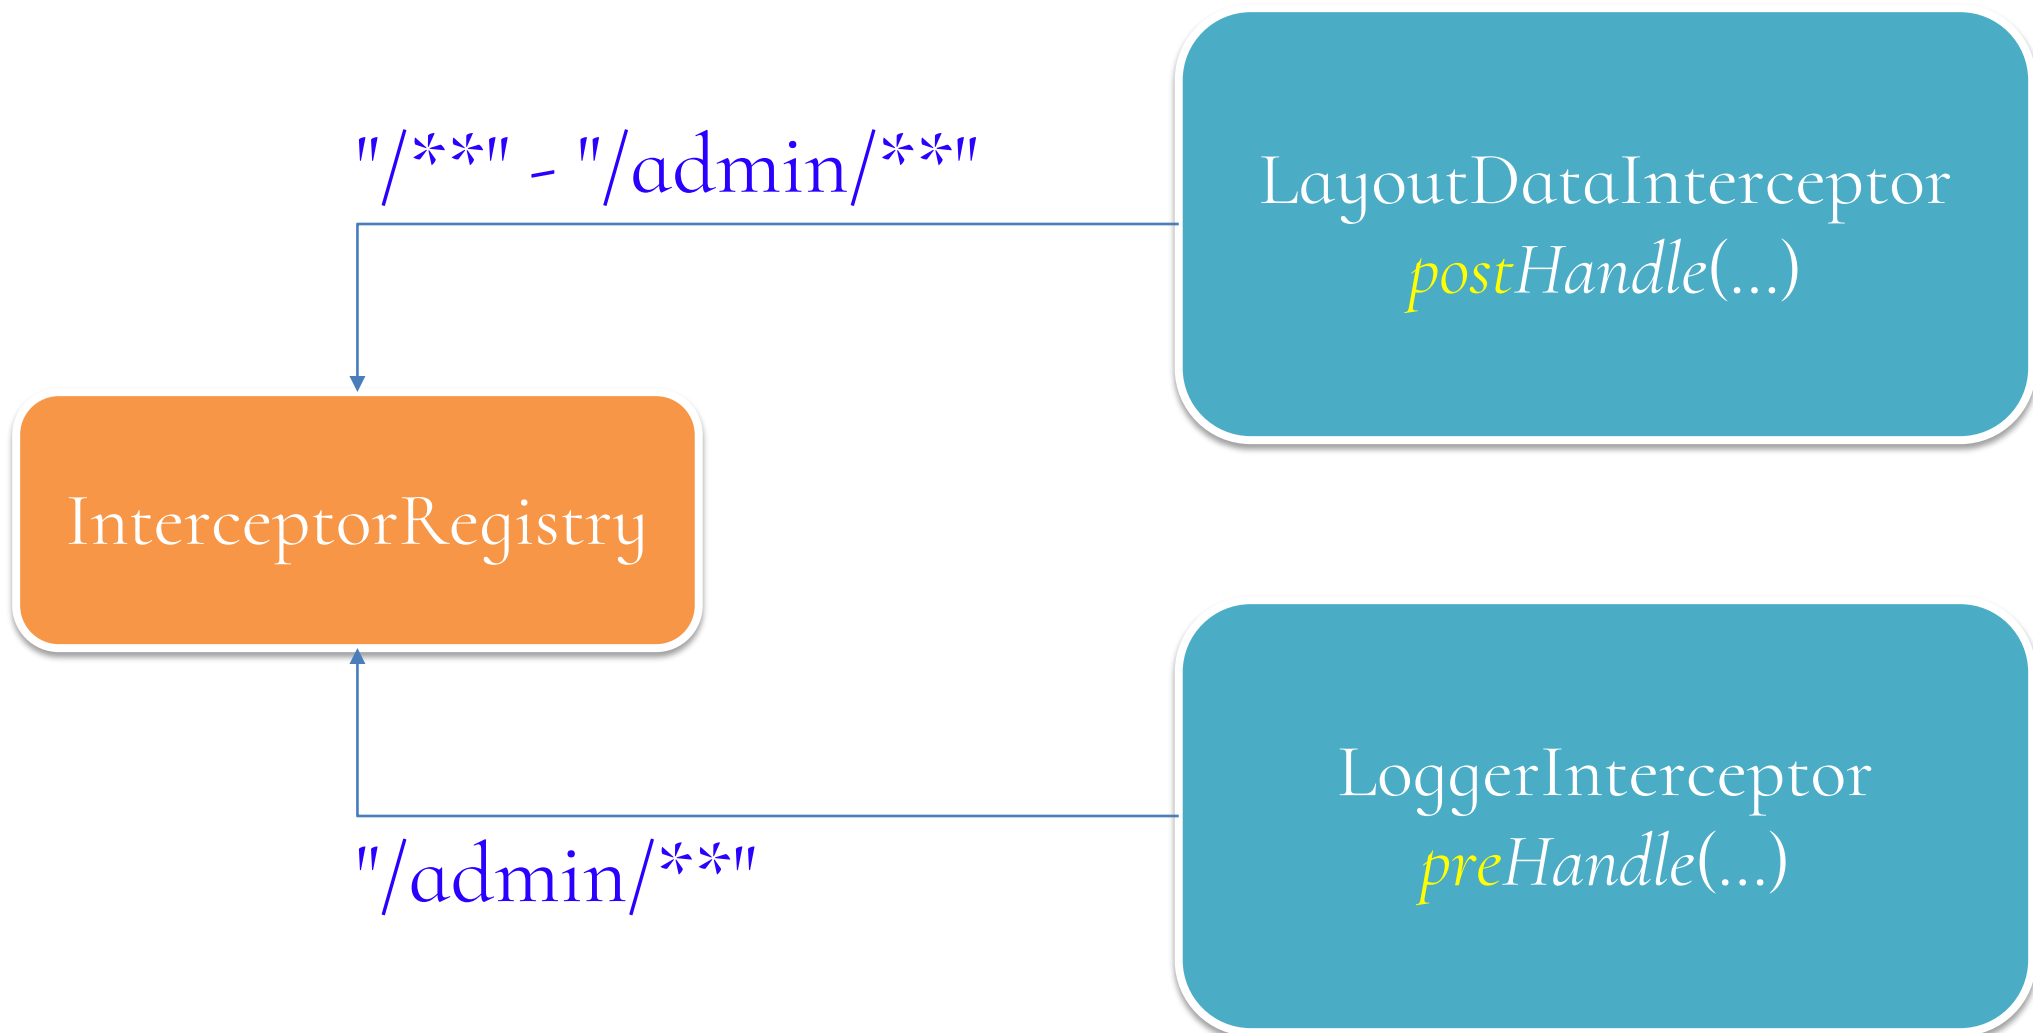 "/**" - "/admin/**"
LayoutDataInterceptor
postHandle(...)
InterceptorRegistry
"/admin/**"
LoggerInterceptor
preHandle(...)